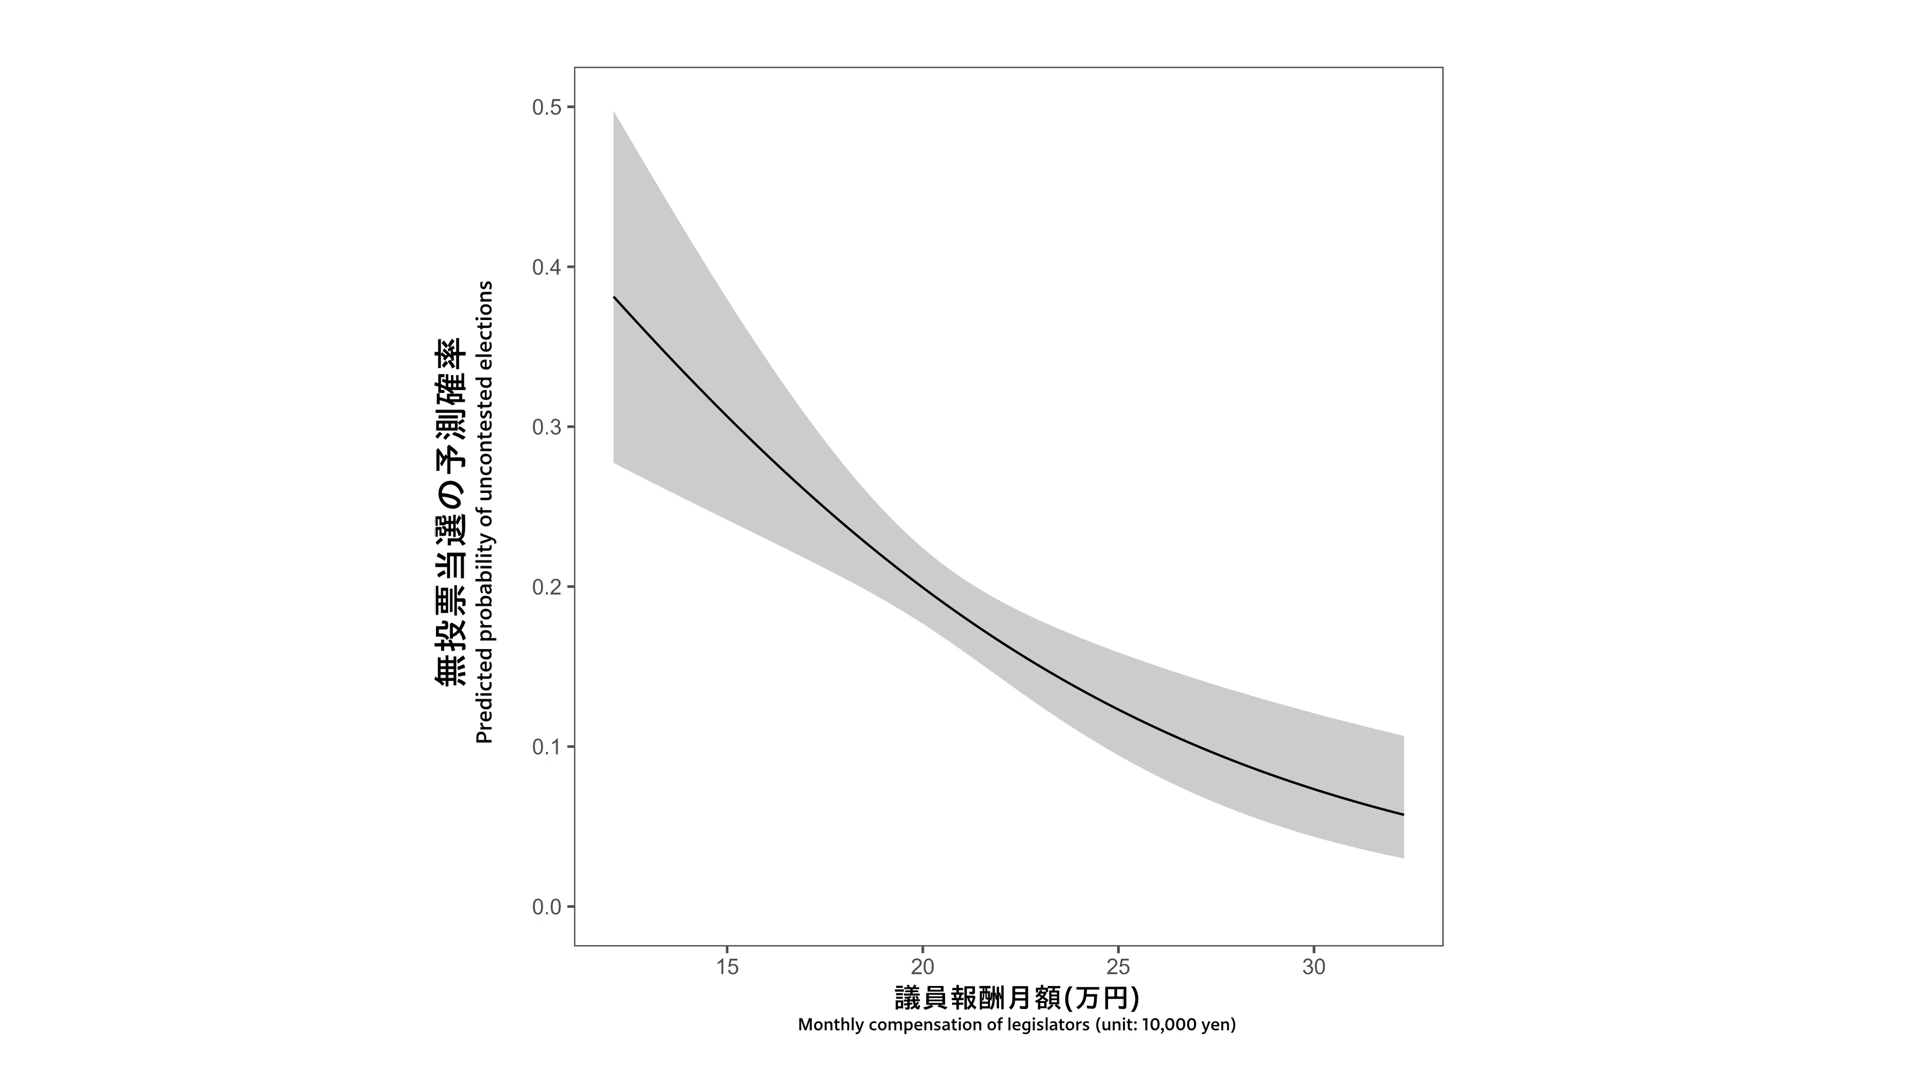 無投票当選の予測確率
Predicted probability of uncontested elections
0.5
0.4
0.3
0.2
0.1
0.0
15 20 25 30
議員報酬月額(万円)
Monthly compensation of legislators (unit: 10,000 yen)